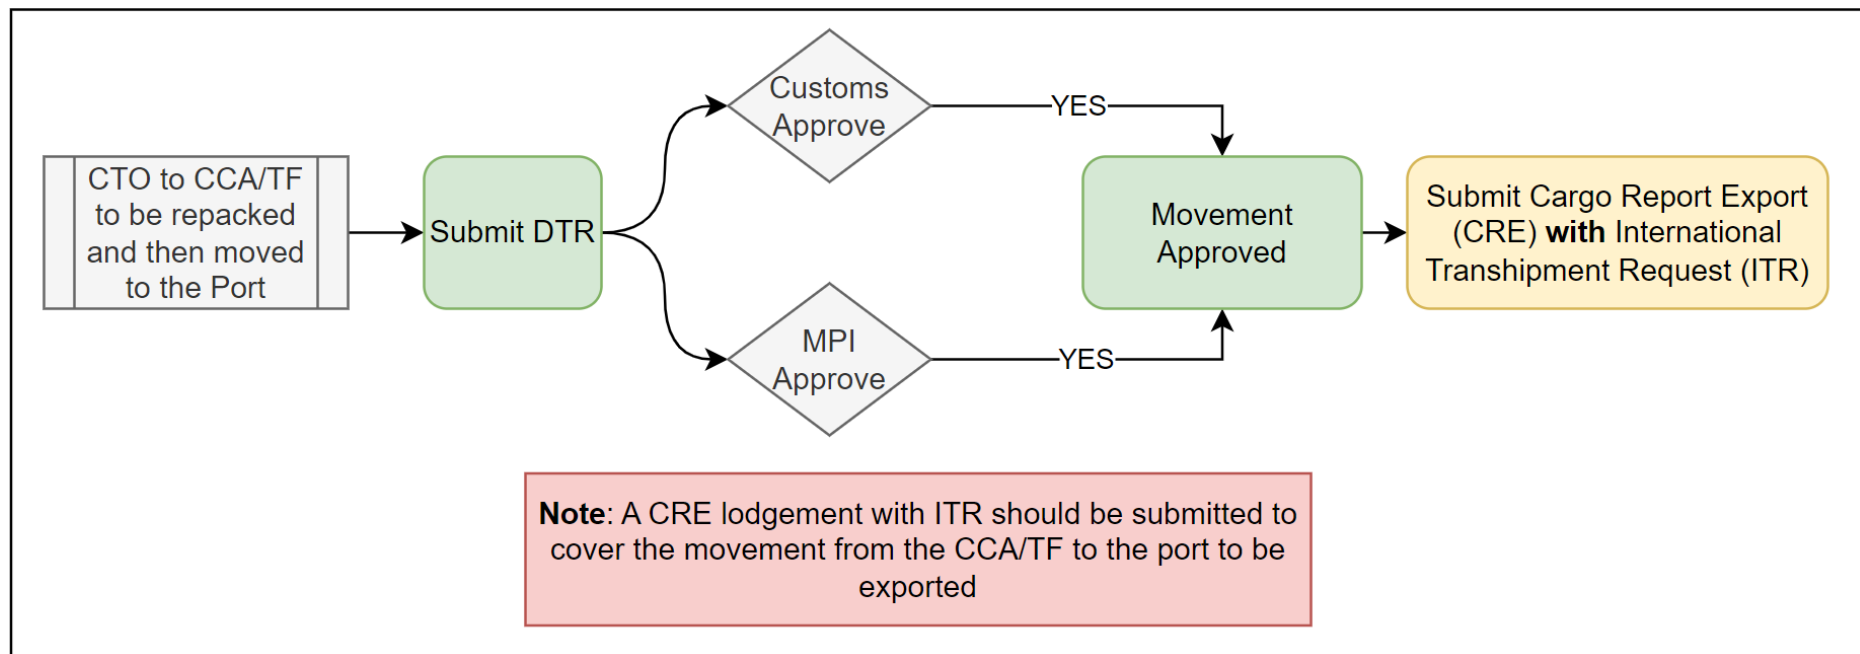 CTO to CCA/TF
to be repacked
and then moved
to the Port
Submit DTR
Customs
Approve
YES
MPI
Approve
YES
Movement
Approved
Submit Cargo Report Export
(CRE) with International
Transhipment Request (ITR)
Note: A CRE lodgement with ITR should be submitted to
cover the movement from the CCA/TF to the port to be
exported